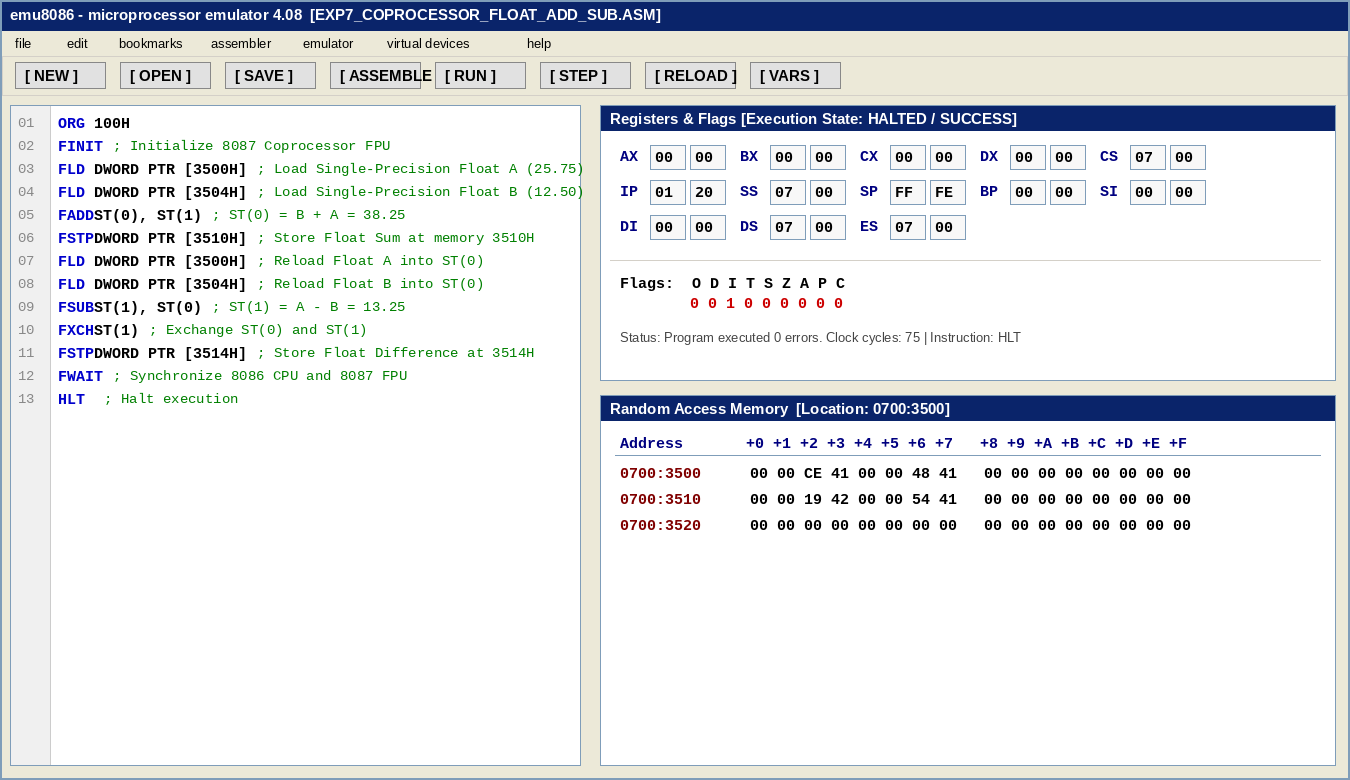 emu8086 - microprocessor emulator 4.08  [EXP7_COPROCESSOR_FLOAT_ADD_SUB.ASM]
file edit bookmarks assembler emulator virtual devices help
[ NEW ] [ OPEN ] [ SAVE ] [ ASSEMBLE [ RUN ] [ STEP ] [ RELOAD ] [ VARS ]
01 ORG 100H
02 FINIT ; Initialize 8087 Coprocessor FPU
03 FLD DWORD PTR [3500H] ; Load Single-Precision Float A (25.75)
04 FLD DWORD PTR [3504H] ; Load Single-Precision Float B (12.50)
05 FADDST(0), ST(1) ; ST(0) = B + A = 38.25
06 FSTPDWORD PTR [3510H] ; Store Float Sum at memory 3510H
07 FLD DWORD PTR [3500H] ; Reload Float A into ST(0)
08 FLD DWORD PTR [3504H] ; Reload Float B into ST(0)
09 FSUBST(1), ST(0) ; ST(1) = A - B = 13.25
10 FXCHST(1) ; Exchange ST(0) and ST(1)
11 FSTPDWORD PTR [3514H] ; Store Float Difference at 3514H
12 FWAIT ; Synchronize 8086 CPU and 8087 FPU
13 HLT ; Halt execution
Registers & Flags [Execution State: HALTED / SUCCESS]
AX 00 00 BX 00 00 CX 00 00 DX 00 00 CS 07 00
IP 01 20 SS 07 00 SP FF FE BP 00 00 SI 00 00
DI 00 00 DS 07 00 ES 07 00
Flags: O D I T S Z A P C
0 0 1 0 0 0 0 0 0
Status: Program executed 0 errors. Clock cycles: 75 | Instruction: HLT
Random Access Memory  [Location: 0700:3500]
Address +0 +1 +2 +3 +4 +5 +6 +7 +8 +9 +A +B +C +D +E +F
0700:3500 00 00 CE 41 00 00 48 41 00 00 00 00 00 00 00 00
0700:3510 00 00 19 42 00 00 54 41 00 00 00 00 00 00 00 00
0700:3520 00 00 00 00 00 00 00 00 00 00 00 00 00 00 00 00